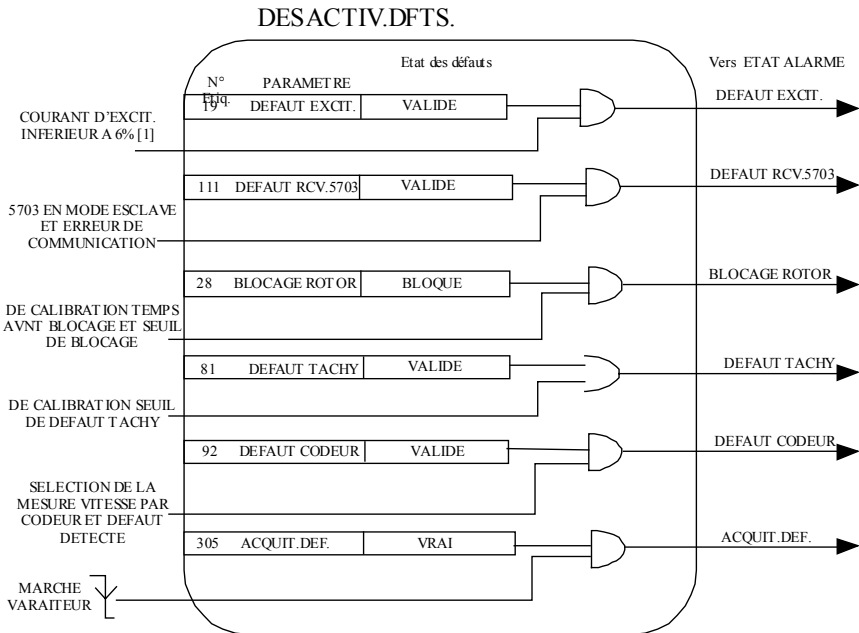 DESACTIV.DFTS.
Etat des défauts
Vers ETAT ALARME
N°
Etiq.
PARAMETRE
19 DEFAUT EXCIT. VALIDE
DEFAUT EXCIT.
COURANT D'EXCIT.
INFERIEUR A 6% [1]
111 DEFAUT RCV.5703 VALIDE
DEFAUT RCV.5703
5703 EN MODE ESCLAVE
ET ERREUR DE
COMMUNICATION
28 BLOCAGE ROTOR BLOQUE
BLOCAGE ROTOR
DE CALIBRATION TEMPS
AVNT BLOCAGE ET SEUIL
DE BLOCAGE
81 DEFAUT TACHY VALIDE
DEFAUT TACHY
DE CALIBRATION SEUIL
DE DEFAUT TACHY
92 DEFAUT CODEUR VALIDE
DEFAUT CODEUR
SELECTION DE LA
MESURE VITESSE PAR
CODEUR ET DEFAUT
DETECTE
305 ACQUIT.DEF. VRAI
ACQUIT.DEF.
MARCHE
VARAITEUR